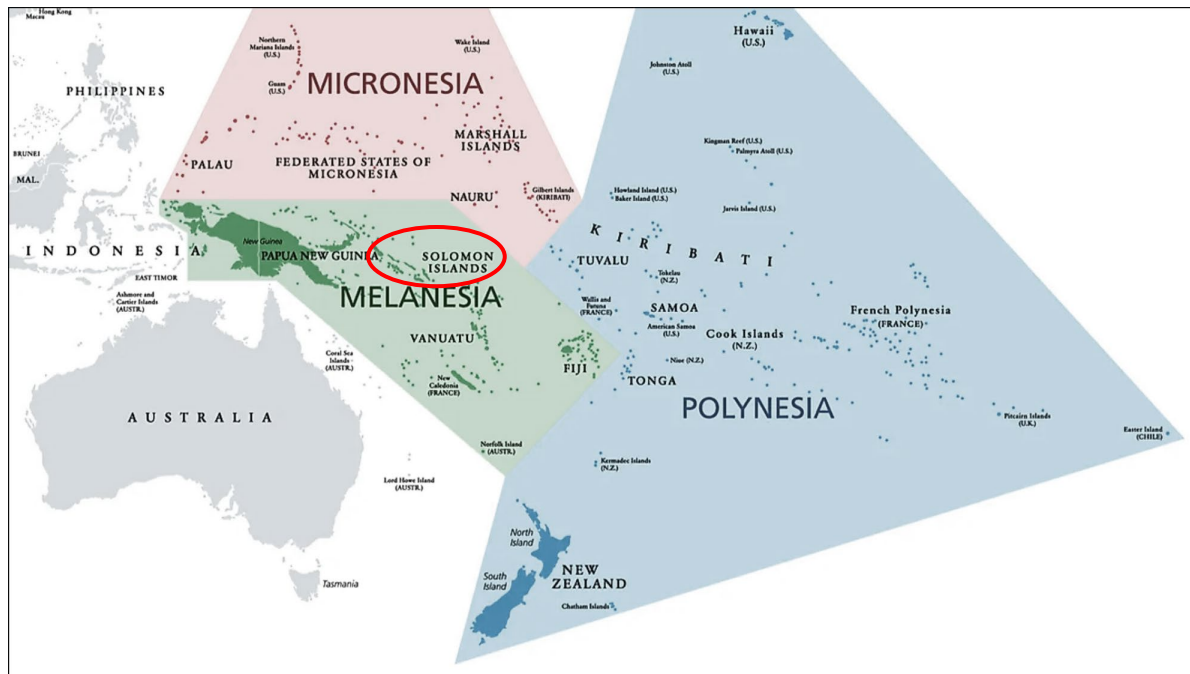 Hong Kong
Macau
PHILIPPINES
BRUNEI
MAL.
INDONESIA
EAST TIMOR
Ashmore and
Cartier Islands
(AUSTR.)
AUSTRALIA
Tasmania
Northern
Mariana Islands
(U.S.)
Guam
(U.S.)
Wake Island
(U.S.)
MICRONESIA
MARSHALL
ISLANDS
PALAU
FEDERATED STATES OF
MICRONESIA
NAURU
Gilbert Islands
(KIRIBATI)
New Guinea
PAPUA NEW GUINEA
SOLOMON
ISLANDS
MELANESIA
VANUATU
Coral Sea
Islands
(AUSTR.)
New
Caledonia
(FRANCE)
FIJI
Norfolk Island
(AUSTR.)
Lord Howe Island
(AUSTR.)
Hawaii
(U.S.)
Johnston Atoll
(U.S.)
Kingman Reef (U.S.)
Palmyra Atoll (U.S.)
Howland Island (U.S.)
Baker Island (U.S.)
Jarvis Island (U.S.)
KIRIBATI
TUVALU
Tokelau
(N.Z.)
Wallis and
Futuna
(FRANCE)
SAMOA
American Samoa
(U.S.)
Cook Islands
(N.Z.)
French Polynesia
(FRANCE)
Niue (N.Z.)
TONGA
POLYNESIA
Pitcairn Islands
(U.K.)
Easter Island
(CHILE)
Kermadec Islands
(N.Z.)
North
Island
South
Island
NEW
ZEALAND
Chatham Islands